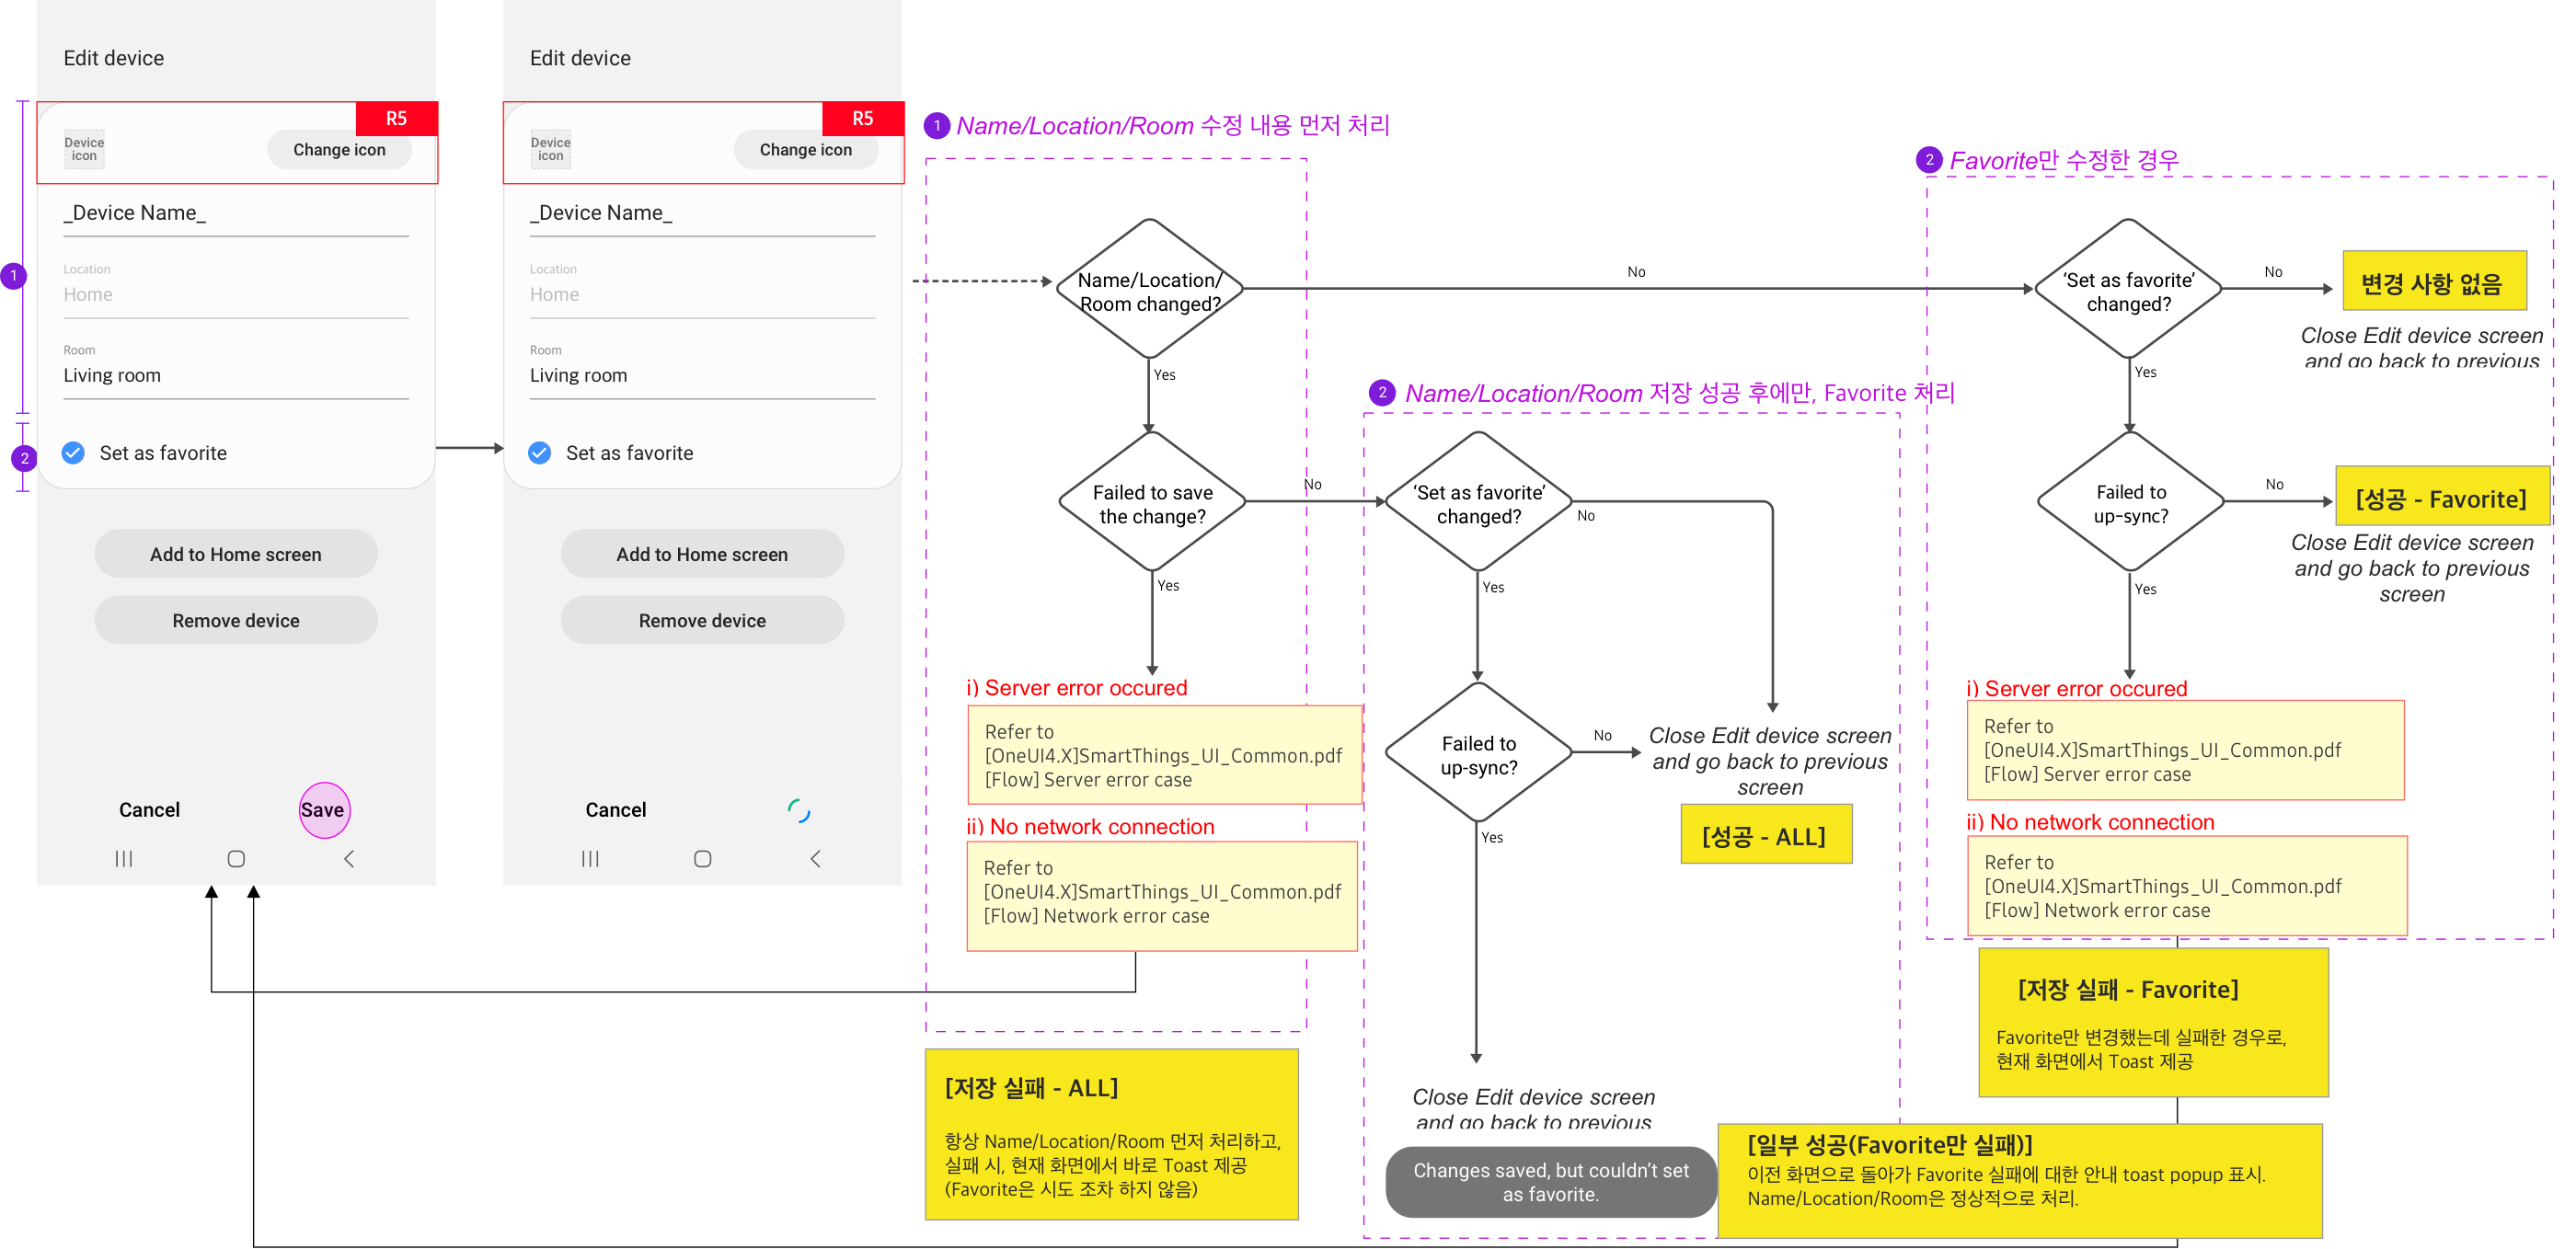 Edit device
R5
Device
icon
Change icon
_Device Name_
Location
Home
Room
Living room
Set as favorite
Add to Home screen
Remove device
Cancel
Save
1
2
Edit device
R5
Device
icon
Change icon
_Device Name_
Location
Home
Room
Living room
Set as favorite
Add to Home screen
Remove device
Cancel
1 Name/Location/Room 수정 내용 먼저 처리
Name/Location/
Room changed?
No
Yes
Failed to save
the change?
No
Yes
i) Server error occured
Refer to
[OneUI4.X]SmartThings_UI_Common.pdf
[Flow] Server error case
ii) No network connection
Refer to
[OneUI4.X]SmartThings_UI_Common.pdf
[Flow] Network error case
[저장 실패 - ALL]
항상 Name/Location/Room 먼저 처리하고,
실패 시, 현재 화면에서 바로 Toast 제공
(Favorite은 시도 조차 하지 않음)
2 Name/Location/Room 저장 성공 후에만, Favorite 처리
‘Set as favorite’
changed?
No
Yes
Failed to
up-sync?
No
Yes
Close Edit device screen
and go back to previous
screen
[성공 - ALL]
Close Edit device screen
and go back to previous
Changes saved, but couldn’t set
as favorite.
[일부 성공(Favorite만 실패)]
이전 화면으로 돌아가 Favorite 실패에 대한 안내 toast popup 표시.
Name/Location/Room은 정상적으로 처리.
2 Favorite만 수정한 경우
‘Set as favorite’
changed?
No
변경 사항 없음
Close Edit device screen
and go back to previous
Yes
Failed to
up-sync?
No
[성공 - Favorite]
Close Edit device screen
and go back to previous
screen
Yes
i) Server error occured
Refer to
[OneUI4.X]SmartThings_UI_Common.pdf
[Flow] Server error case
ii) No network connection
Refer to
[OneUI4.X]SmartThings_UI_Common.pdf
[Flow] Network error case
[저장 실패 - Favorite]
Favorite만 변경했는데 실패한 경우로,
현재 화면에서 Toast 제공